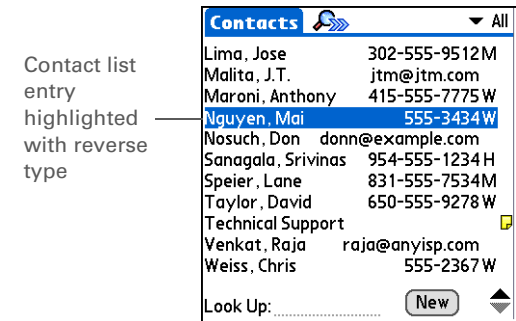 Contacts
All
Contact list
entry
highlighted
with reverse
type
Lima, Jose 302-555-9512M
Malita, J.T. jtm@jtm.com
Maroni, Anthony 415-555-7775W
Nguyen, Mai 555-3434W
Nosuch, Don donn@example.com
Sanagala, Srivinas 954-555-1234H
Speier, Lane 831-555-7534M
Taylor, David 650-555-9278W
Technical Support
Venkat, Raja raja@anyisp.com
Weiss, Chris 555-2367W
Look Up: New